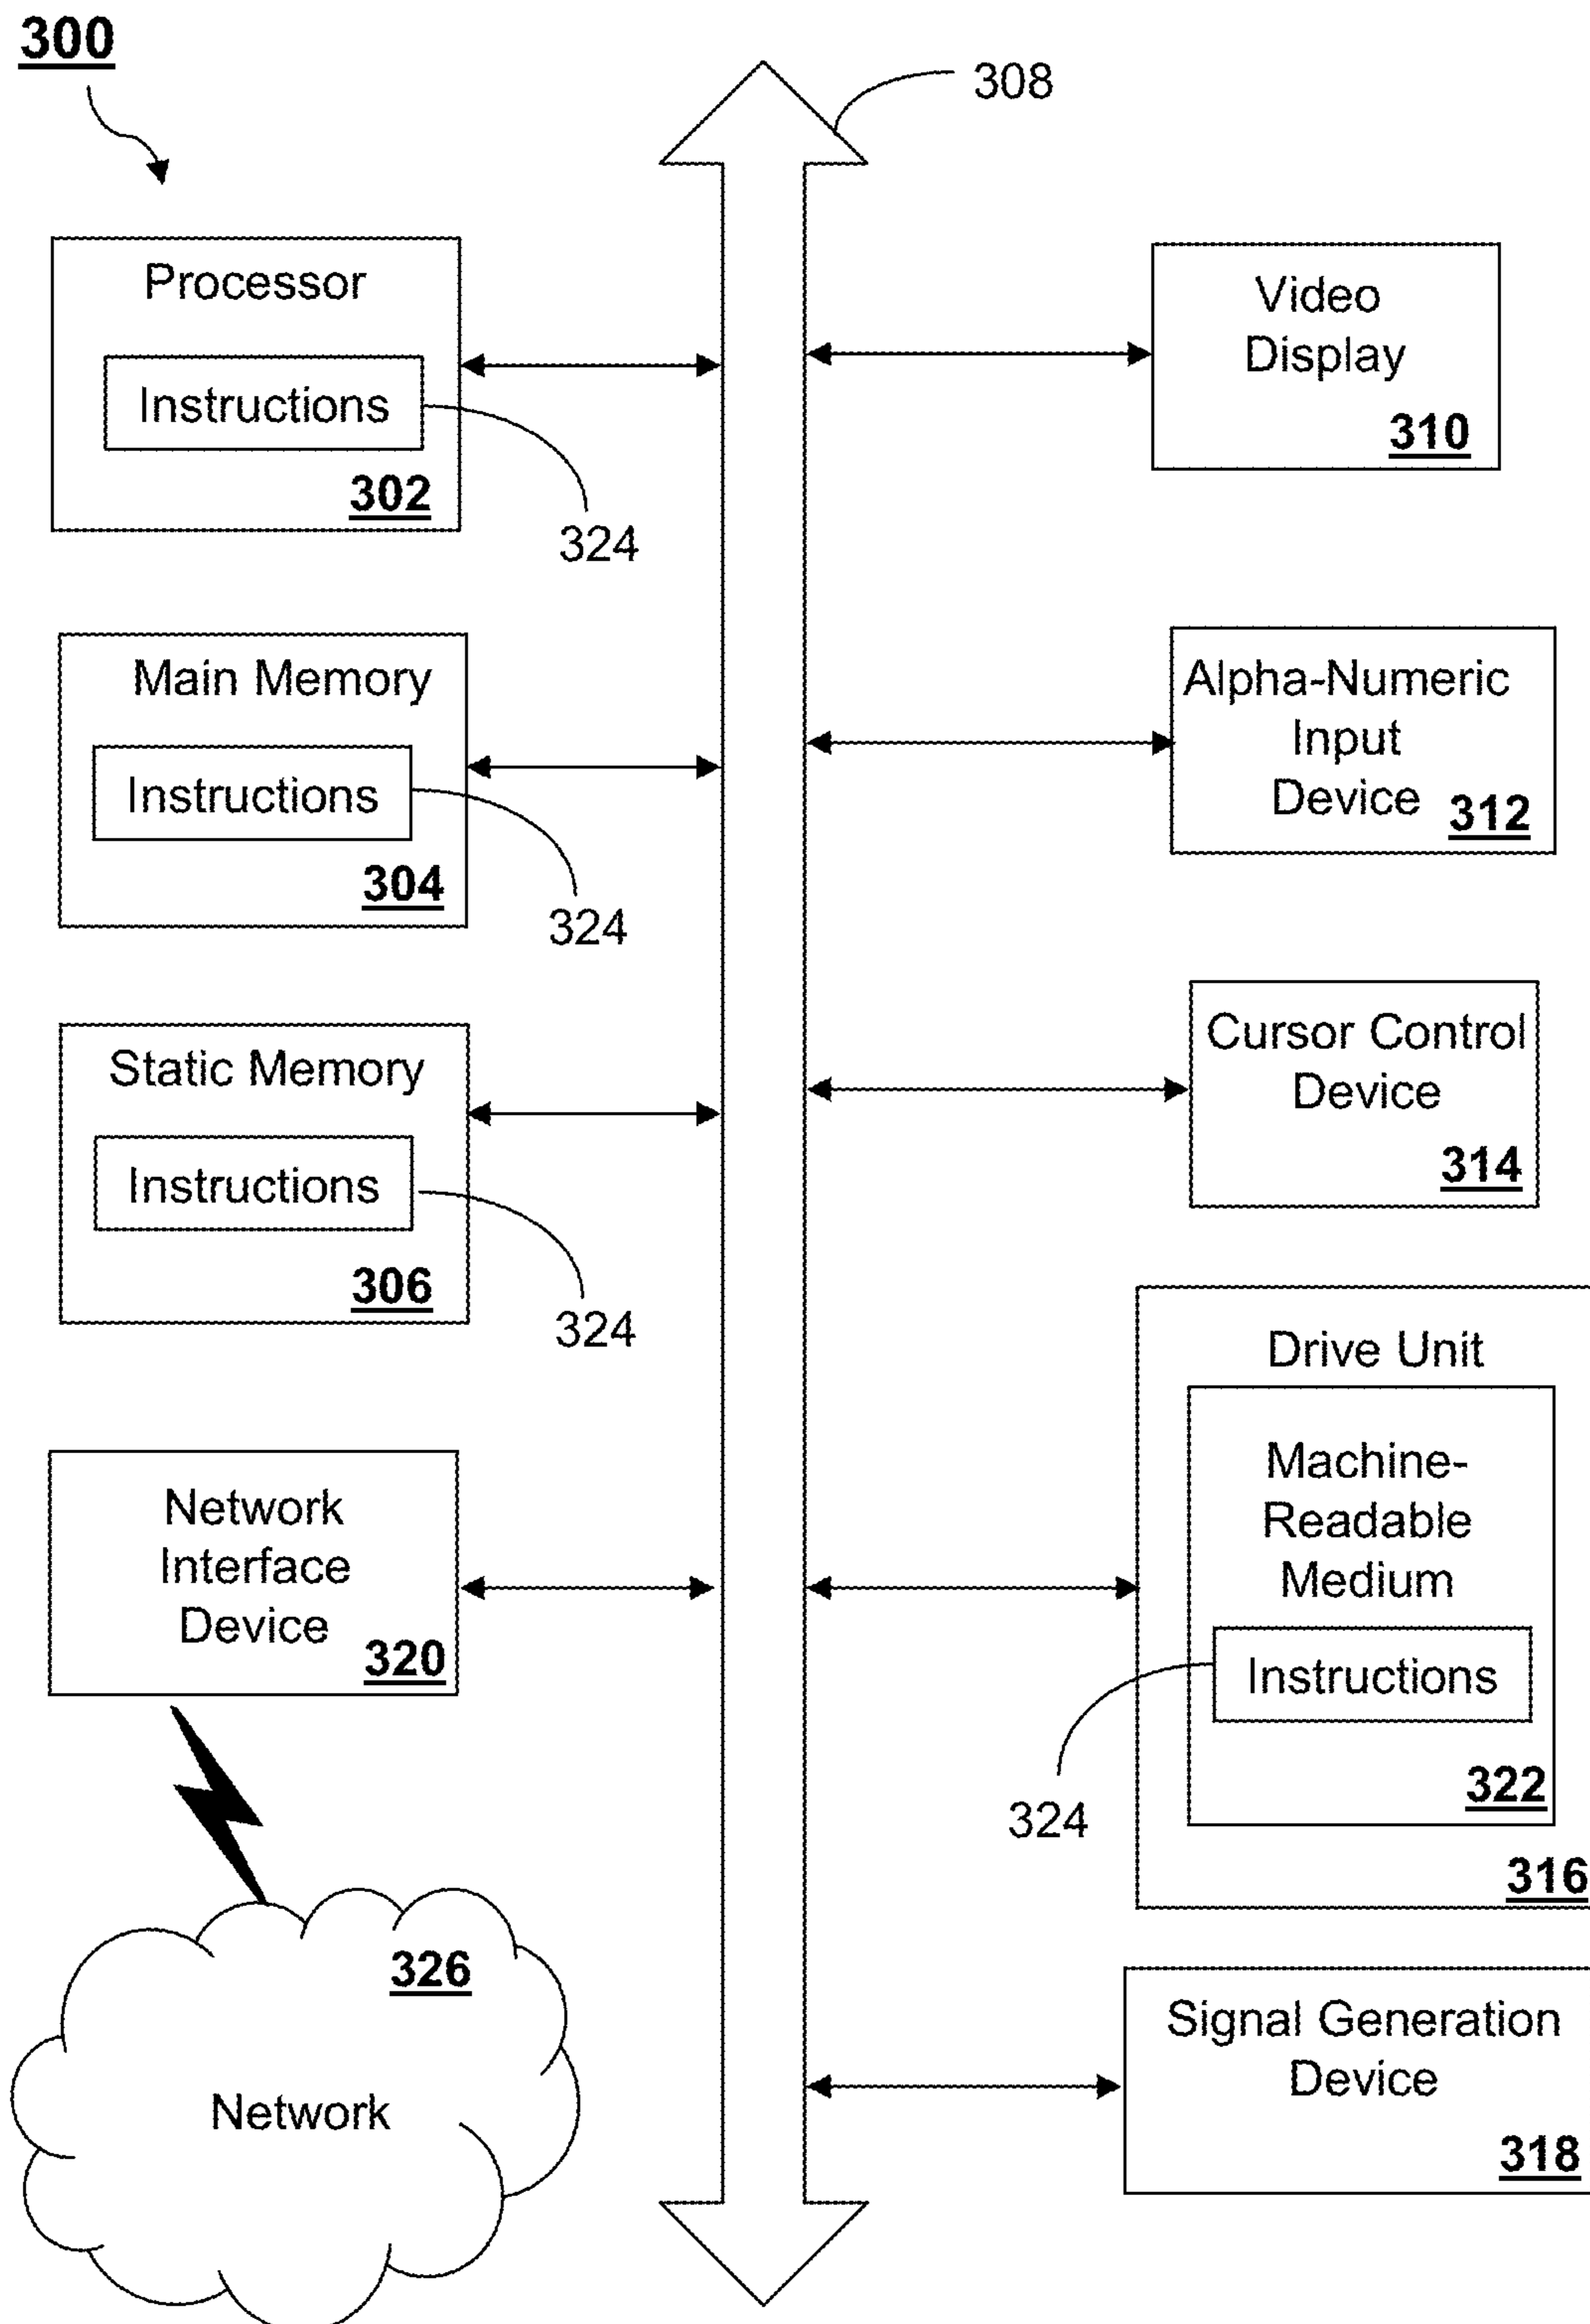 300
308
Processor
Instructions
302
324
Main Memory
Instructions
304
324
Static Memory
Instructions
306
324
Network
Interface
Device
320
326
Network
Video
Display
310
Alpha-Numeric
Input
Device 312
Cursor Control
Device
314
Drive Unit
Machine-
Readable
Medium
Instructions
324
322
316
Signal Generation
Device
318